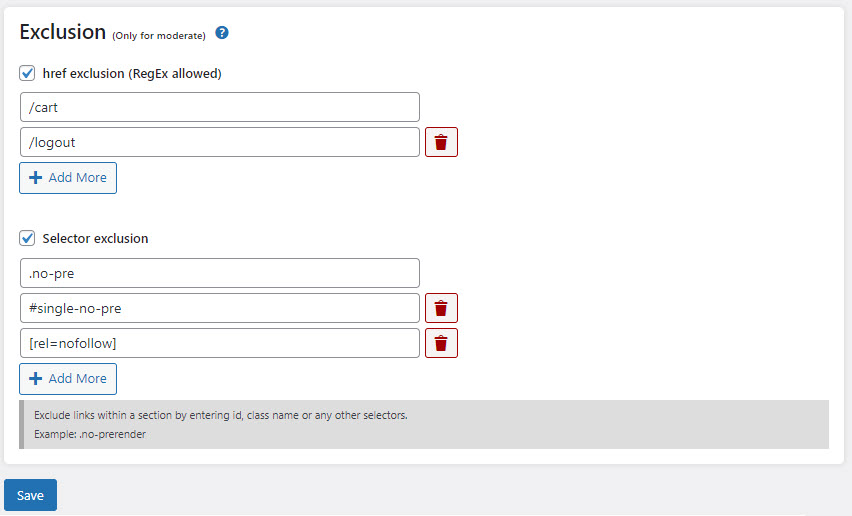 Exclusion (Only for moderate) ?
href exclusion (RegEx allowed)
/cart
/logout
+ Add More
Selector exclusion
.no-pre
#single-no-pre
[rel=nofollow]
+ Add More
Exclude links within a section by entering id, class name or any other selectors.
Example: .no-prerender
Save